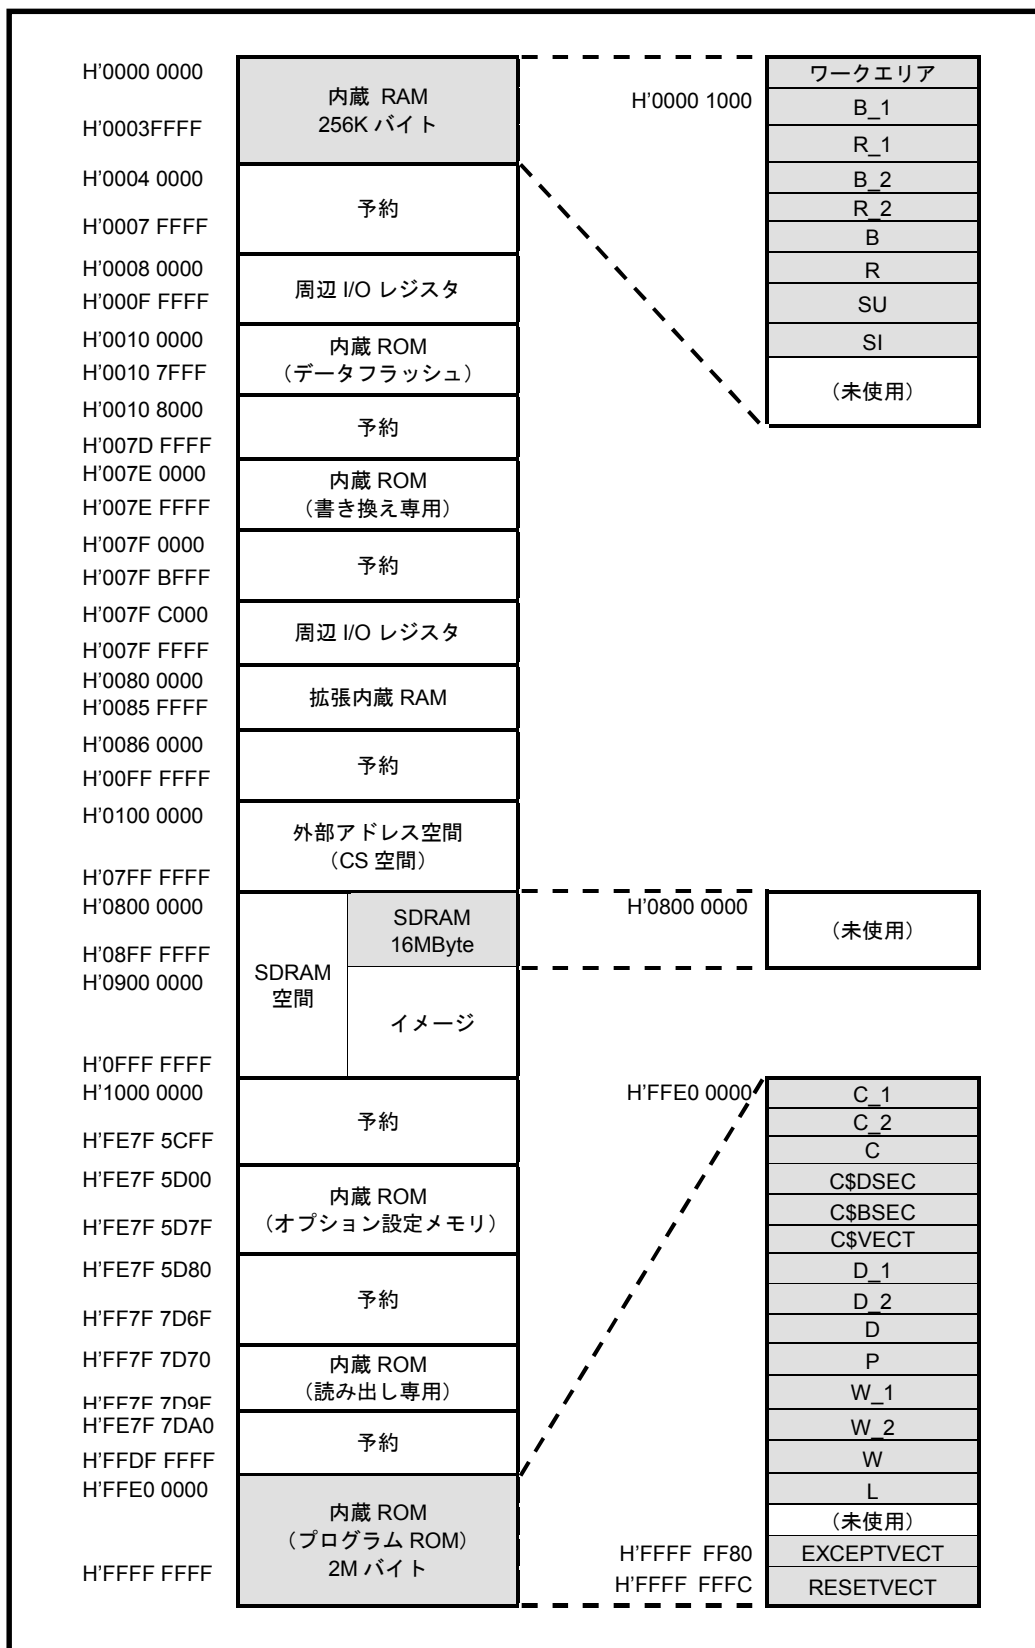 H'0000 0000
内蔵 RAM
256K バイト
H'0003FFFF
H'0004 0000
予約
H'0007 FFFF
H'0008 0000
周辺 I/O レジスタ
H'000F FFFF
H'0010 0000
内蔵 ROM
（データフラッシュ）
H'0010 7FFF
H'0010 8000
予約
H'007D FFFF
H'007E 0000
内蔵 ROM
（書き換え専用）
H'007E FFFF
H'007F 0000
予約
H'007F BFFF
H'007F C000
周辺 I/O レジスタ
H'007F FFFF
H'0080 0000
拡張内蔵 RAM
H'0085 FFFF
H'0086 0000
予約
H'00FF FFFF
H'0100 0000
外部アドレス空間
（CS 空間）
H'07FF FFFF
H'0800 0000
SDRAM
16MByte
H'08FF FFFF
H'0900 0000
SDRAM
空間
イメージ
H'0FFF FFFF
H'1000 0000
予約
H'FE7F 5CFF
H'FE7F 5D00
内蔵 ROM
（オプション設定メモリ）
H'FE7F 5D7F
H'FE7F 5D80
予約
H'FF7F 7D6F
H'FF7F 7D70
内蔵 ROM
（読み出し専用）
H'FE7F 7D9F
H'FE7F 7DA0
予約
H'FFDF FFFF
H'FFE0 0000
内蔵 ROM
（プログラム ROM）
2M バイト
H'FFFF FFFF
ワークエリア
H'0000 1000
B_1
R_1
B_2
R_2
B
R
SU
SI
（未使用）
H'0800 0000
（未使用）
H'FFE0 0000
C_1
C_2
C
C$DSEC
C$BSEC
C$VECT
D_1
D_2
D
P
W_1
W_2
W
L
（未使用）
H'FFFF FF80
EXCEPTVECT
H'FFFF FFFC
RESETVECT